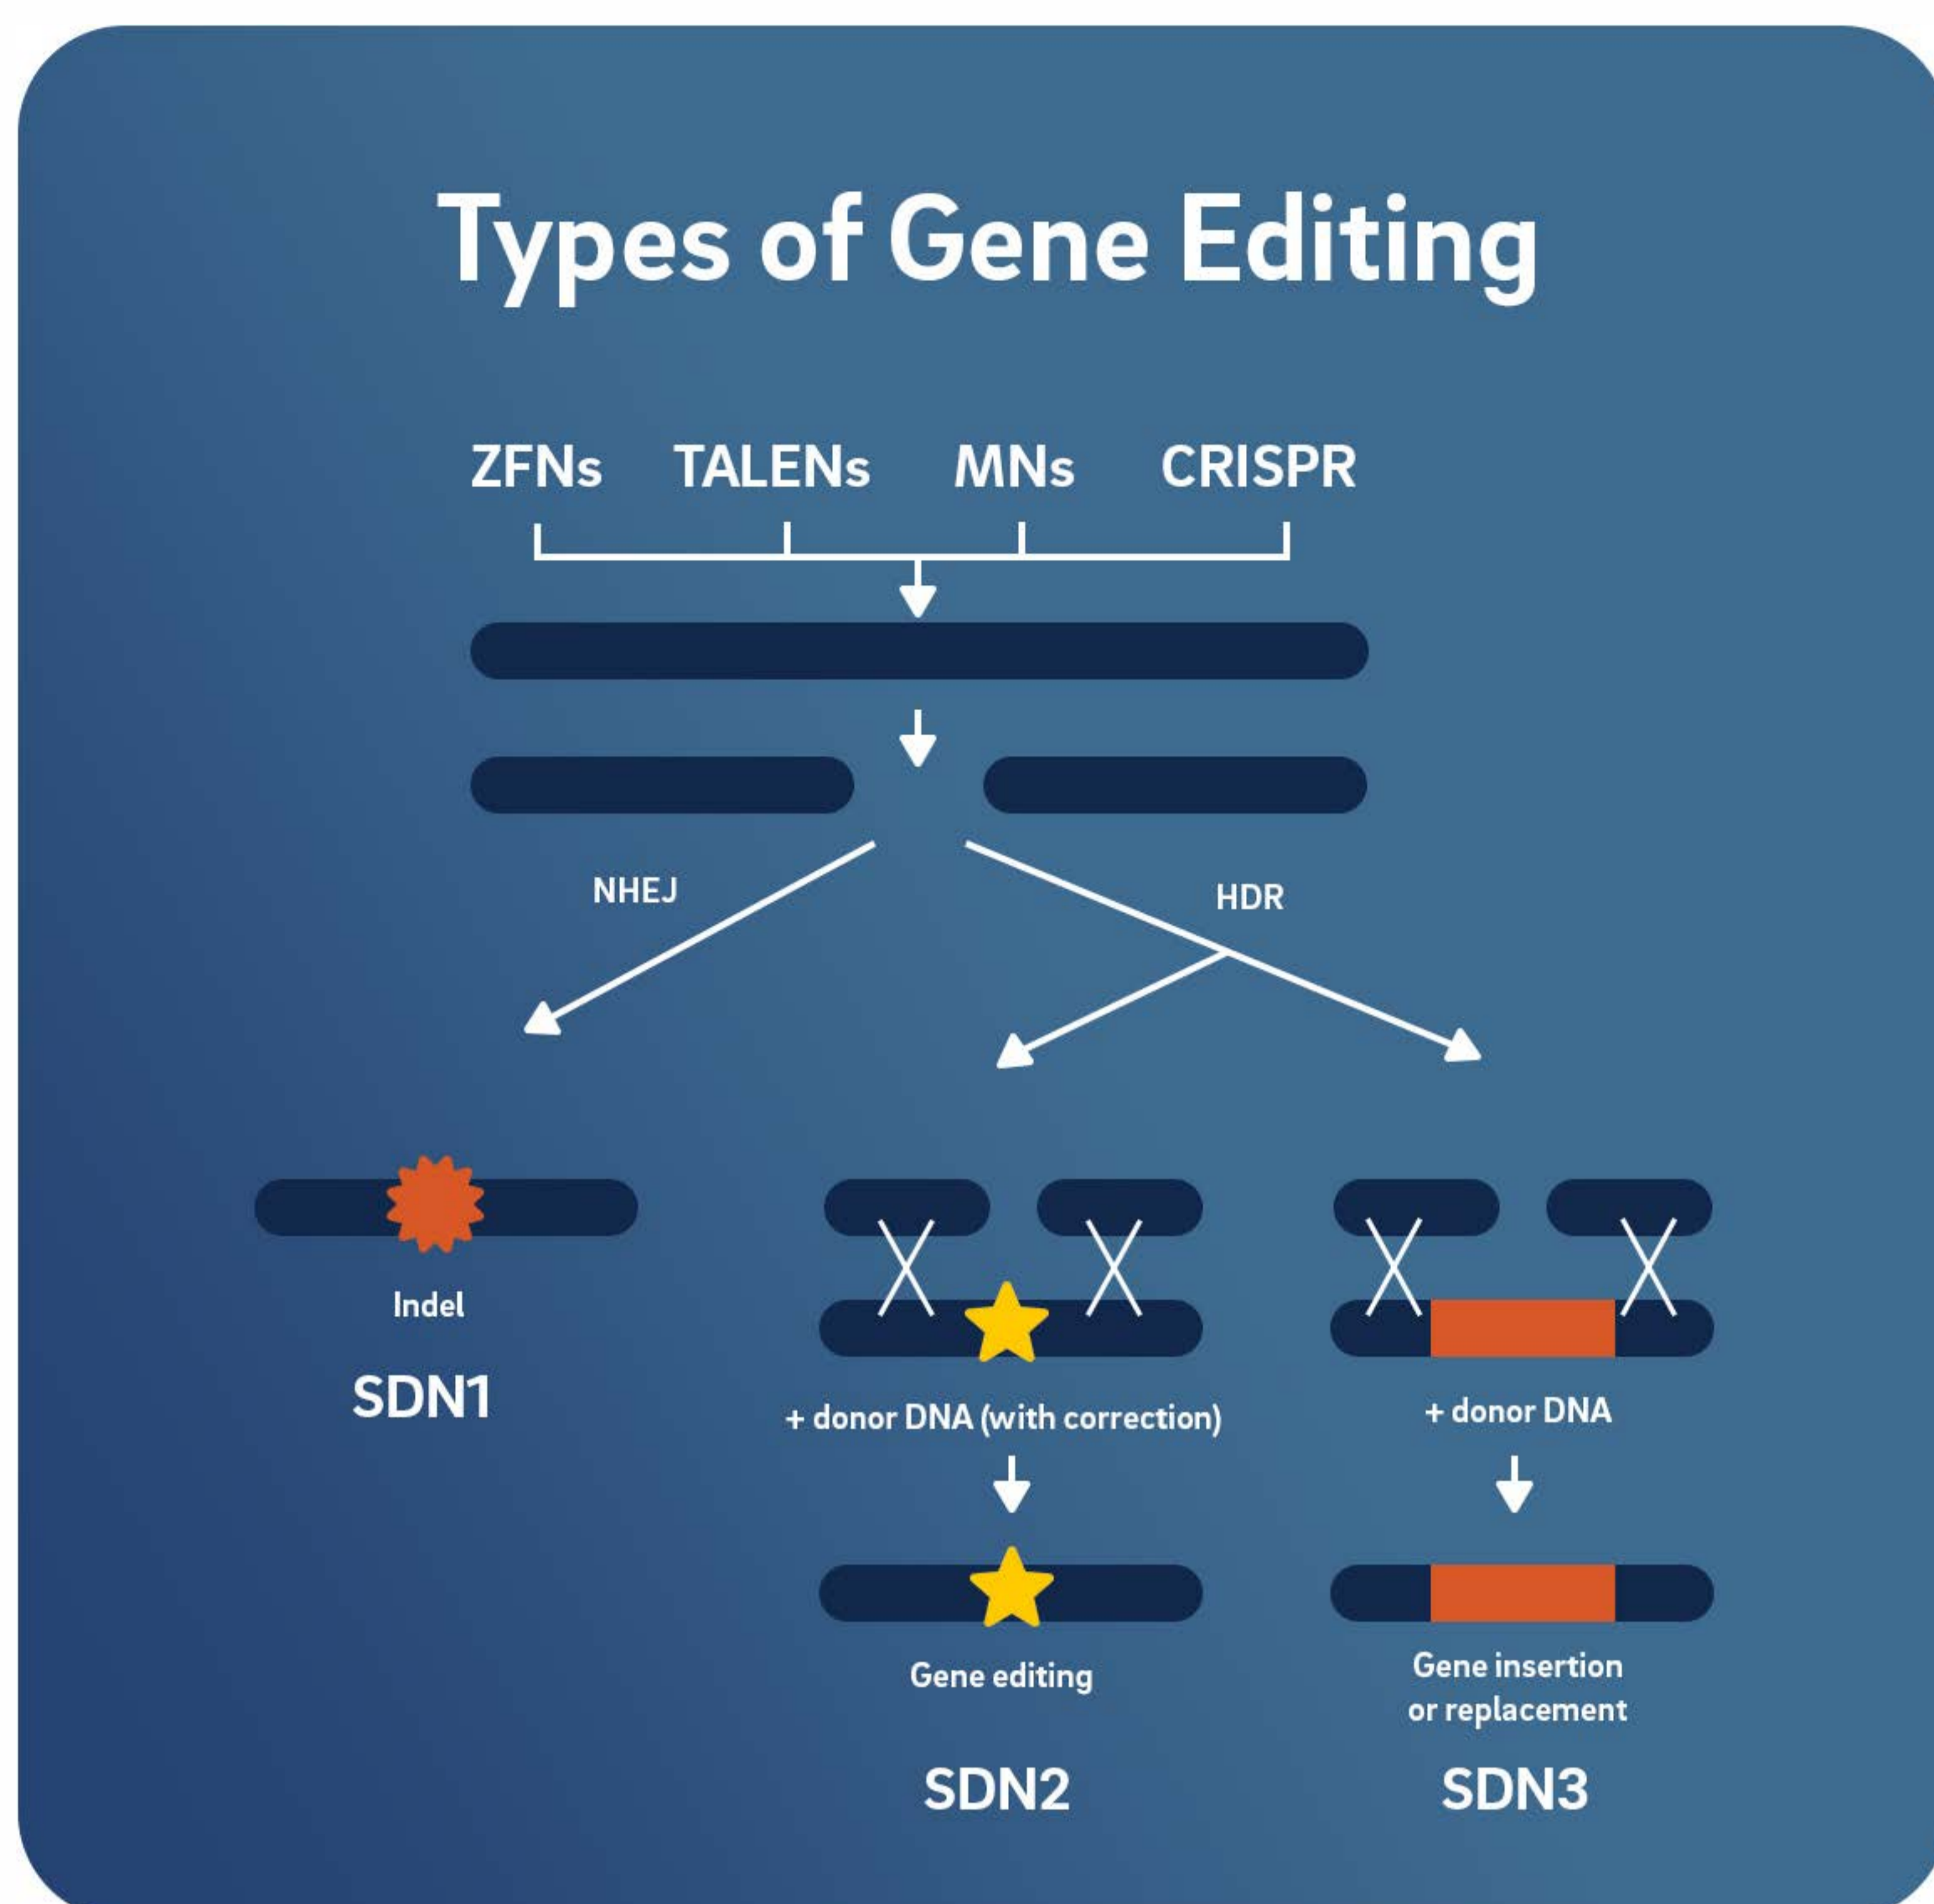 Types of Gene Editing
ZFNs TALENs MNs CRISPR
NHEJ
HDR
Indel
SDN1
+ donor DNA (with correction)
Gene editing
SDN2
+ donor DNA
Gene insertion
or replacement
SDN3